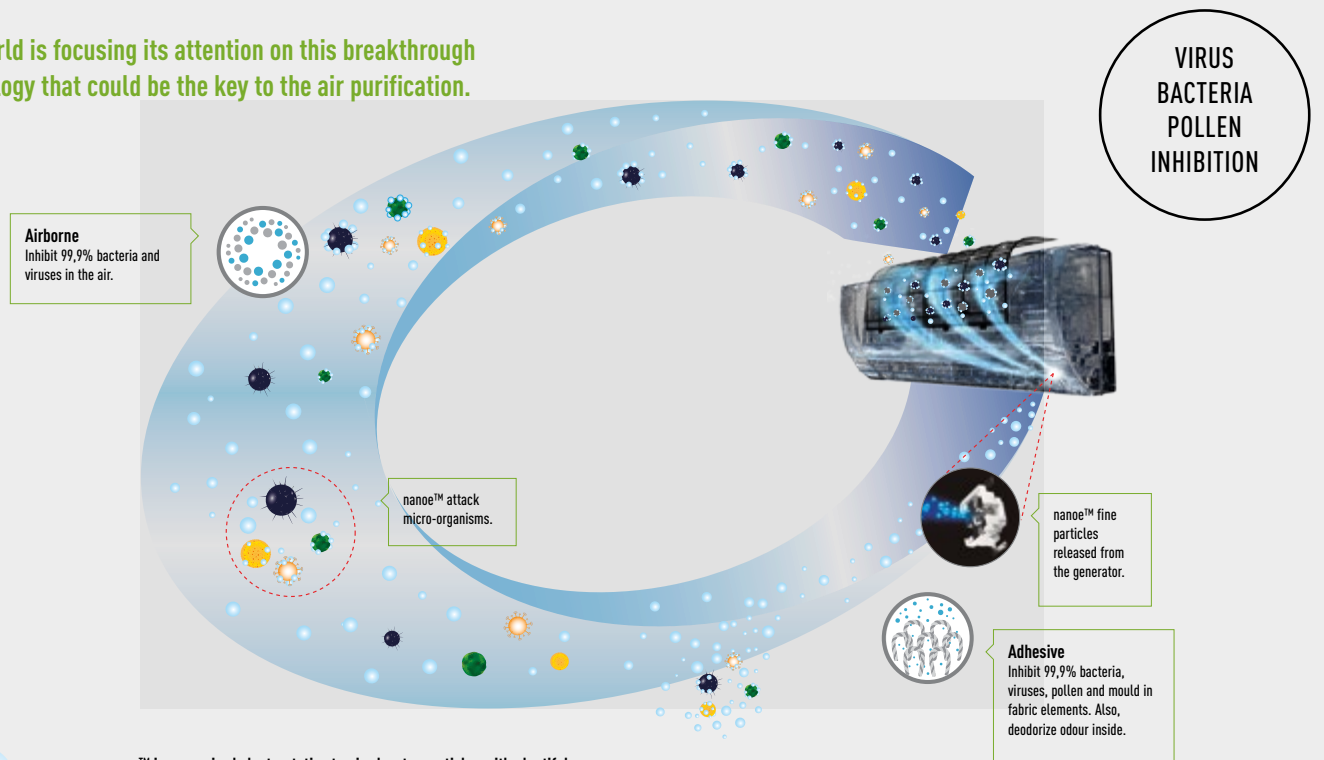 is focusing its attention on this breakthrough
that could be the key to the air purification.
VIRUS
BACTERIA
POLLEN
INHIBITION
Airborne
Inhibit 99,9% bacteria and
viruses in the air.
nanoe™ attack
micro-organisms.
nanoe™ fine
particles
released from
the generator.
Adhesive
Inhibit 99,9% bacteria,
viruses, pollen and mould in
fabric elements. Also,
deodorize odour inside.